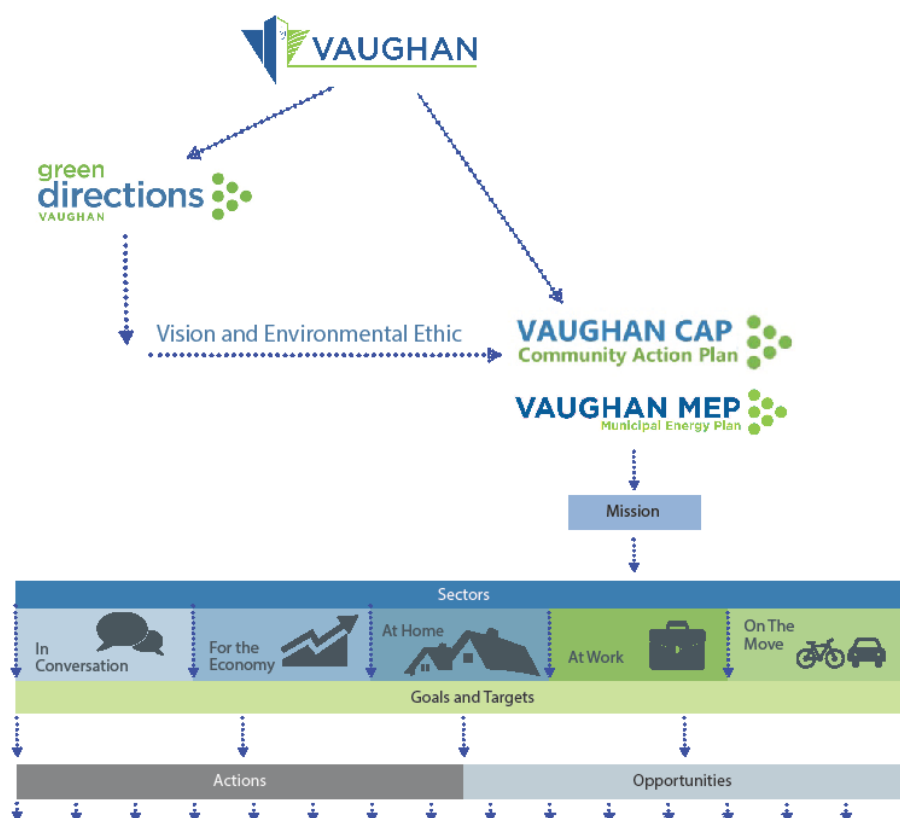 VAUGHAN
green
directions
VAUGHAN
Vision and Environmental Ethic
VAUGHAN CAP
Community Action Plan
VAUGHAN MEP
Municipal Energy Plan
Mission
Sectors
In
Conversation
For the
Economy
At Home
At Work
On The
Move
Goals and Targets
Actions
Opportunities